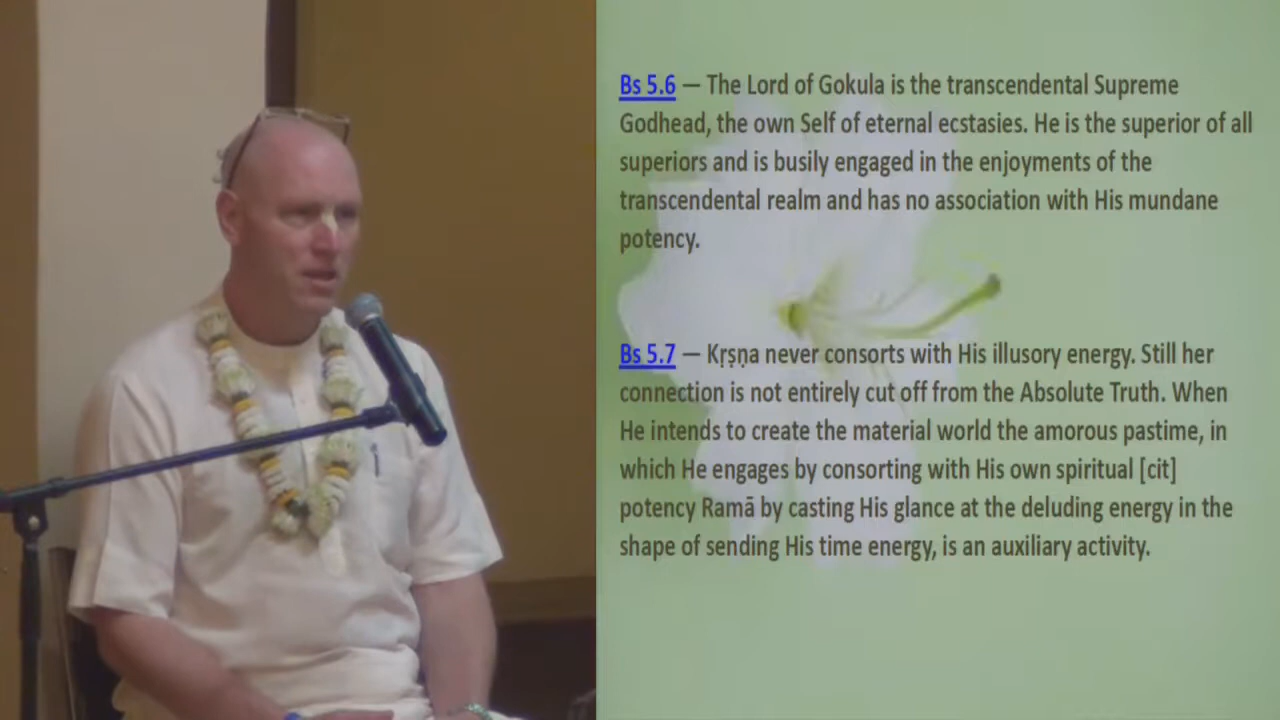 Bs 5.6 — The Lord of Gokula is the transcendental Supreme
Godhead, the own Self of eternal ecstasies. He is the superior of all
superiors and is busily engaged in the enjoyments of the
transcendental realm and has no association with His mundane
potency.
Bs 5.7 — Kṛṣṇa never consorts with His illusory energy. Still her
connection is not entirely cut off from the Absolute Truth. When
He intends to create the material world the amorous pastime, in
which He engages by consorting with His own spiritual [cit]
potency Ramā by casting His glance at the deluding energy in the
shape of sending His time energy, is an auxiliary activity.